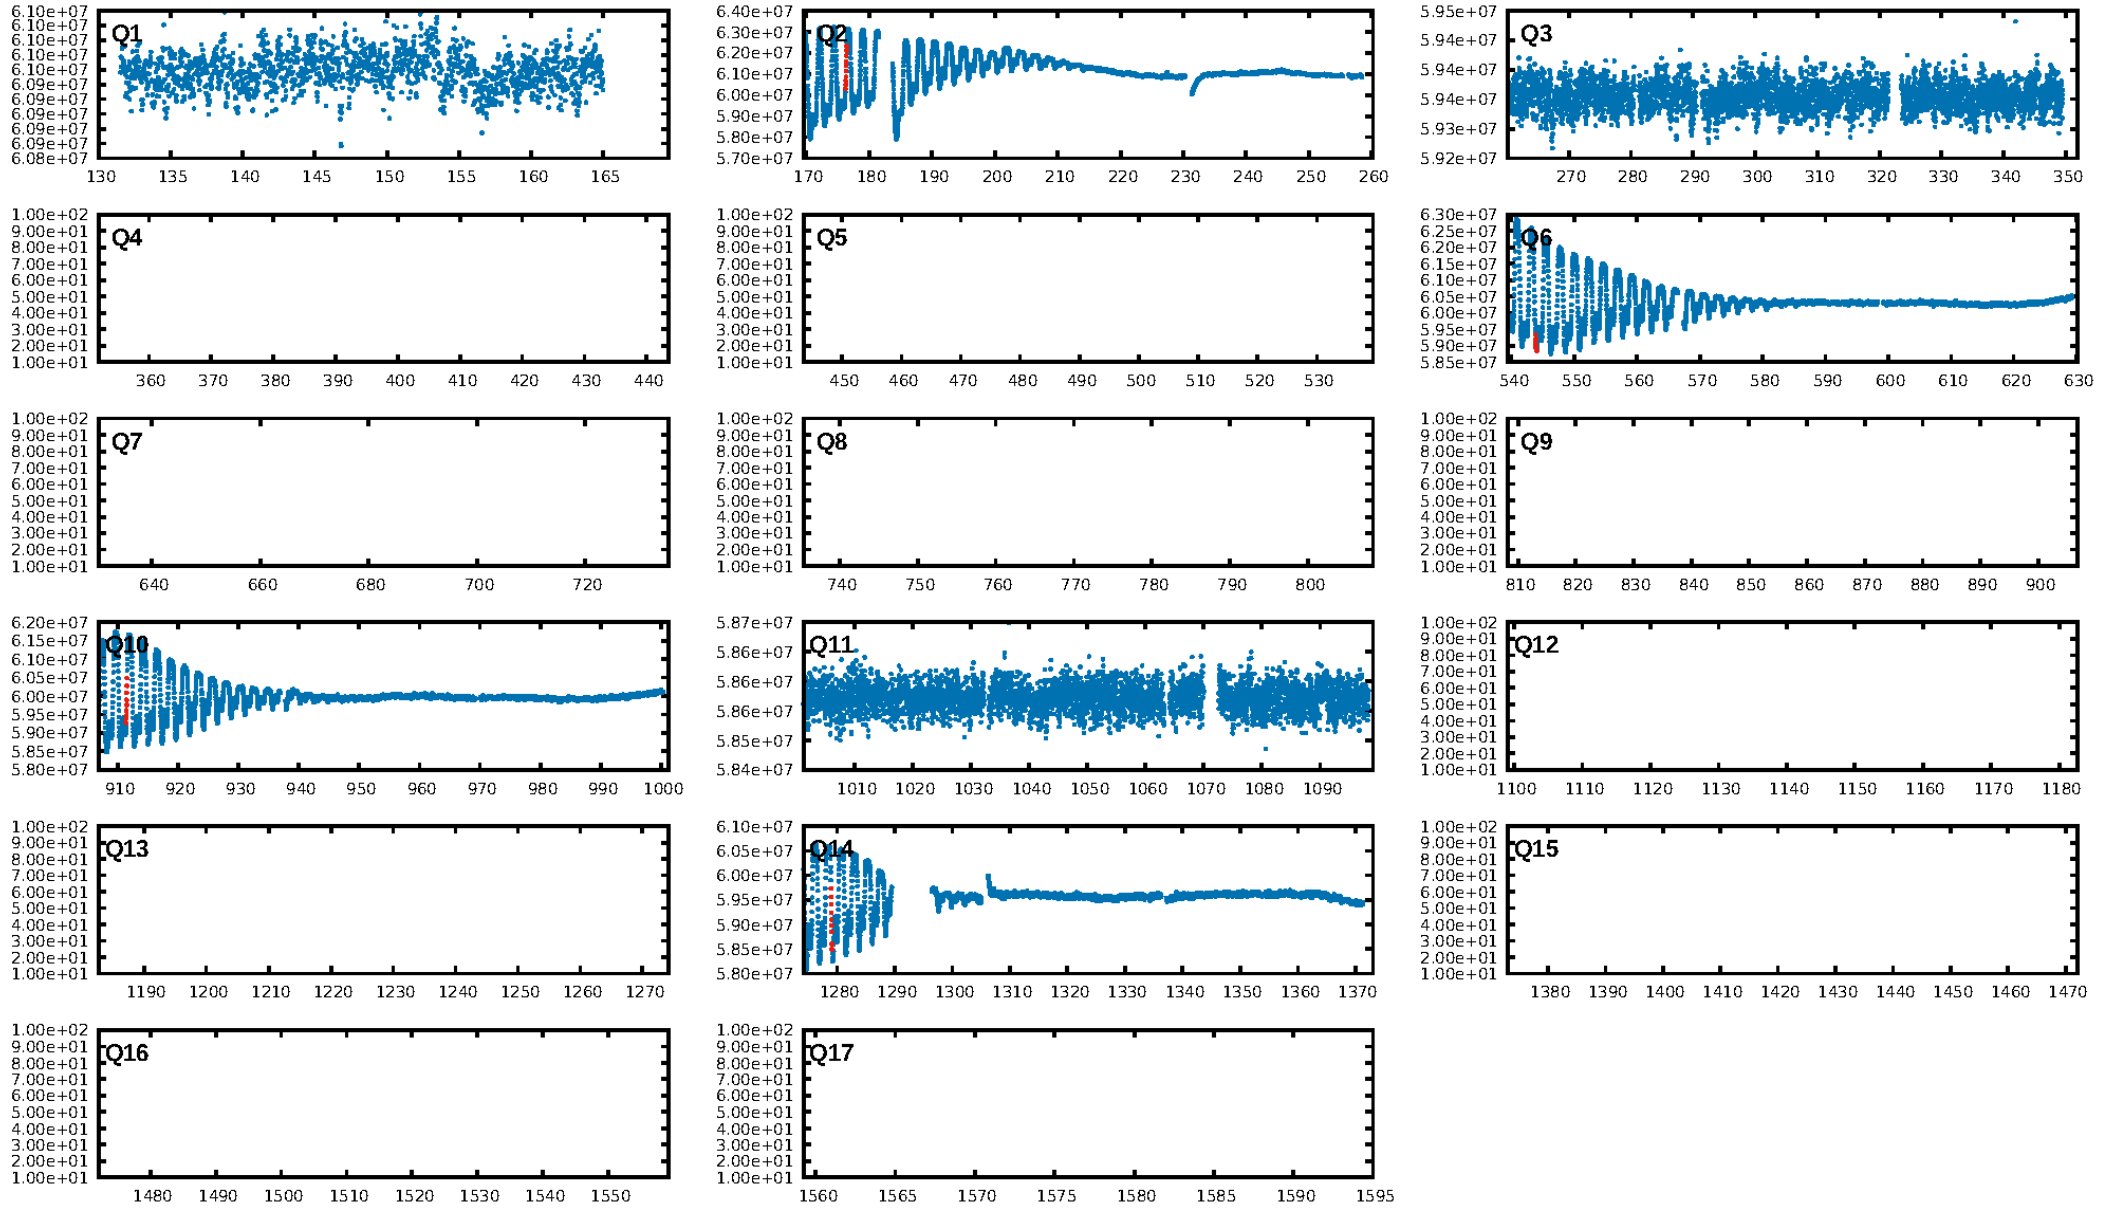 Q1
6.10e+07
6.10e+07
6.10e+07
6.10e+07
6.10e+07
6.09e+07
6.09e+07
6.09e+07
6.09e+07
6.09e+07
6.08e+07
130 135 140 145 150 155 160 165
Q2
6.40e+07
6.30e+07
6.20e+07
6.10e+07
6.00e+07
5.90e+07
5.80e+07
5.70e+07
170 180 190 200 210 220 230 240 250 260
Q3
5.95e+07
5.94e+07
5.94e+07
5.94e+07
5.93e+07
5.92e+07
270 280 290 300 310 320 330 340 350
Q4
1.00e+02
9.00e+01
8.00e+01
7.00e+01
6.00e+01
5.00e+01
4.00e+01
3.00e+01
2.00e+01
1.00e+01
360 370 380 390 400 410 420 430 440
Q5
1.00e+02
9.00e+01
8.00e+01
7.00e+01
6.00e+01
5.00e+01
4.00e+01
3.00e+01
2.00e+01
1.00e+01
450 460 470 480 490 500 510 520 530
Q6
6.30e+07
6.25e+07
6.20e+07
6.15e+07
6.10e+07
6.05e+07
6.00e+07
5.95e+07
5.90e+07
5.85e+07
540 550 560 570 580 590 600 610 620 630
Q7
1.00e+02
9.00e+01
8.00e+01
7.00e+01
6.00e+01
5.00e+01
4.00e+01
3.00e+01
2.00e+01
1.00e+01
640 660 680 700 720
Q8
1.00e+02
9.00e+01
8.00e+01
7.00e+01
6.00e+01
5.00e+01
4.00e+01
3.00e+01
2.00e+01
1.00e+01
740 750 760 770 780 790 800
Q9
1.00e+02
9.00e+01
8.00e+01
7.00e+01
6.00e+01
5.00e+01
4.00e+01
3.00e+01
2.00e+01
1.00e+01
810 820 830 840 850 860 870 880 890 900
Q10
6.20e+07
6.15e+07
6.10e+07
6.05e+07
6.00e+07
5.95e+07
5.90e+07
5.85e+07
5.80e+07
910 920 930 940 950 960 970 980 990 1000
Q11
5.87e+07
5.86e+07
5.86e+07
5.86e+07
5.85e+07
5.84e+07
1010 1020 1030 1040 1050 1060 1070 1080 1090
Q12
1.00e+02
9.00e+01
8.00e+01
7.00e+01
6.00e+01
5.00e+01
4.00e+01
3.00e+01
2.00e+01
1.00e+01
1100 1110 1120 1130 1140 1150 1160 1170 1180
Q13
1.00e+02
9.00e+01
8.00e+01
7.00e+01
6.00e+01
5.00e+01
4.00e+01
3.00e+01
2.00e+01
1.00e+01
1190 1200 1210 1220 1230 1240 1250 1260 1270
Q14
6.10e+07
6.05e+07
6.00e+07
5.95e+07
5.90e+07
5.85e+07
5.80e+07
1280 1290 1300 1310 1320 1330 1340 1350 1360 1370
Q15
1.00e+02
9.00e+01
8.00e+01
7.00e+01
6.00e+01
5.00e+01
4.00e+01
3.00e+01
2.00e+01
1.00e+01
1380 1390 1400 1410 1420 1430 1440 1450 1460 1470
Q16
1.00e+02
9.00e+01
8.00e+01
7.00e+01
6.00e+01
5.00e+01
4.00e+01
3.00e+01
2.00e+01
1.00e+01
1480 1490 1500 1510 1520 1530 1540 1550
Q17
1.00e+02
9.00e+01
8.00e+01
7.00e+01
6.00e+01
5.00e+01
4.00e+01
3.00e+01
2.00e+01
1.00e+01
1560 1565 1570 1575 1580 1585 1590 1595